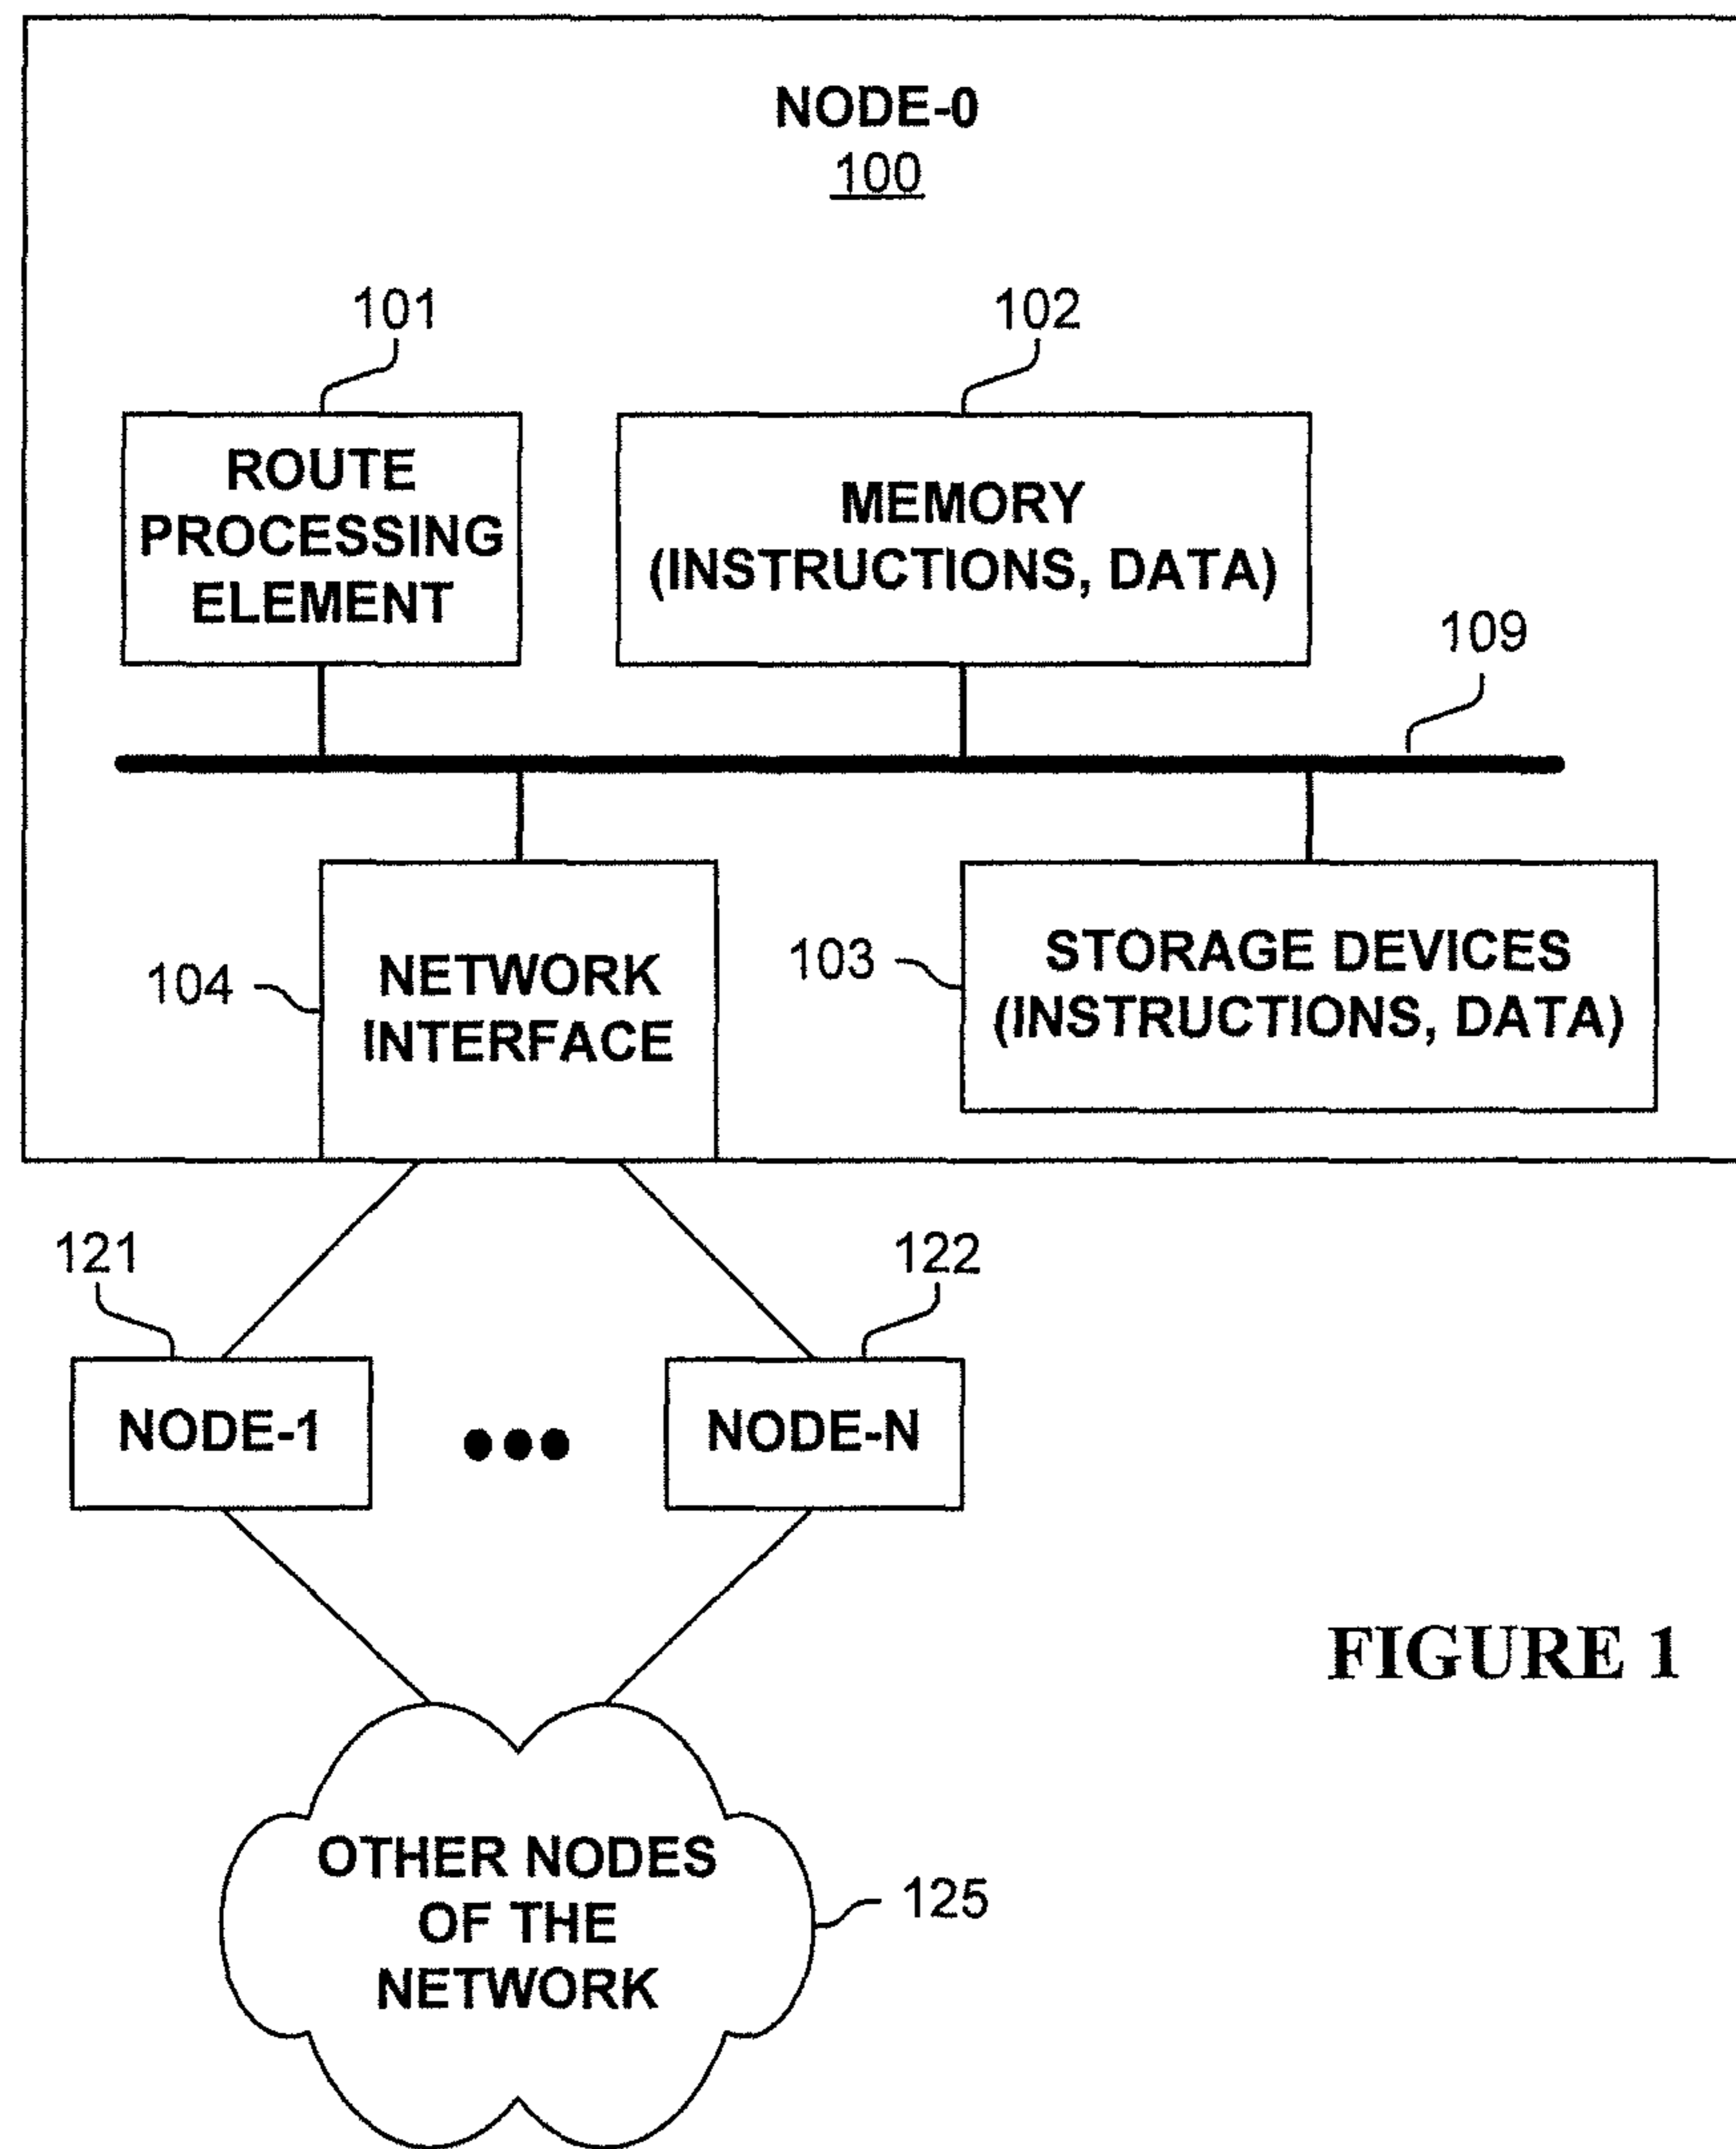 NODE-0
100
101
102
ROUTE
PROCESSING
ELEMENT
MEMORY
(INSTRUCTIONS, DATA)
109
104
NETWORK
INTERFACE
103
STORAGE DEVICES
(INSTRUCTIONS, DATA)
121
122
NODE-1
NODE-N
FIGURE 1
OTHER NODES
OF THE
NETWORK
125